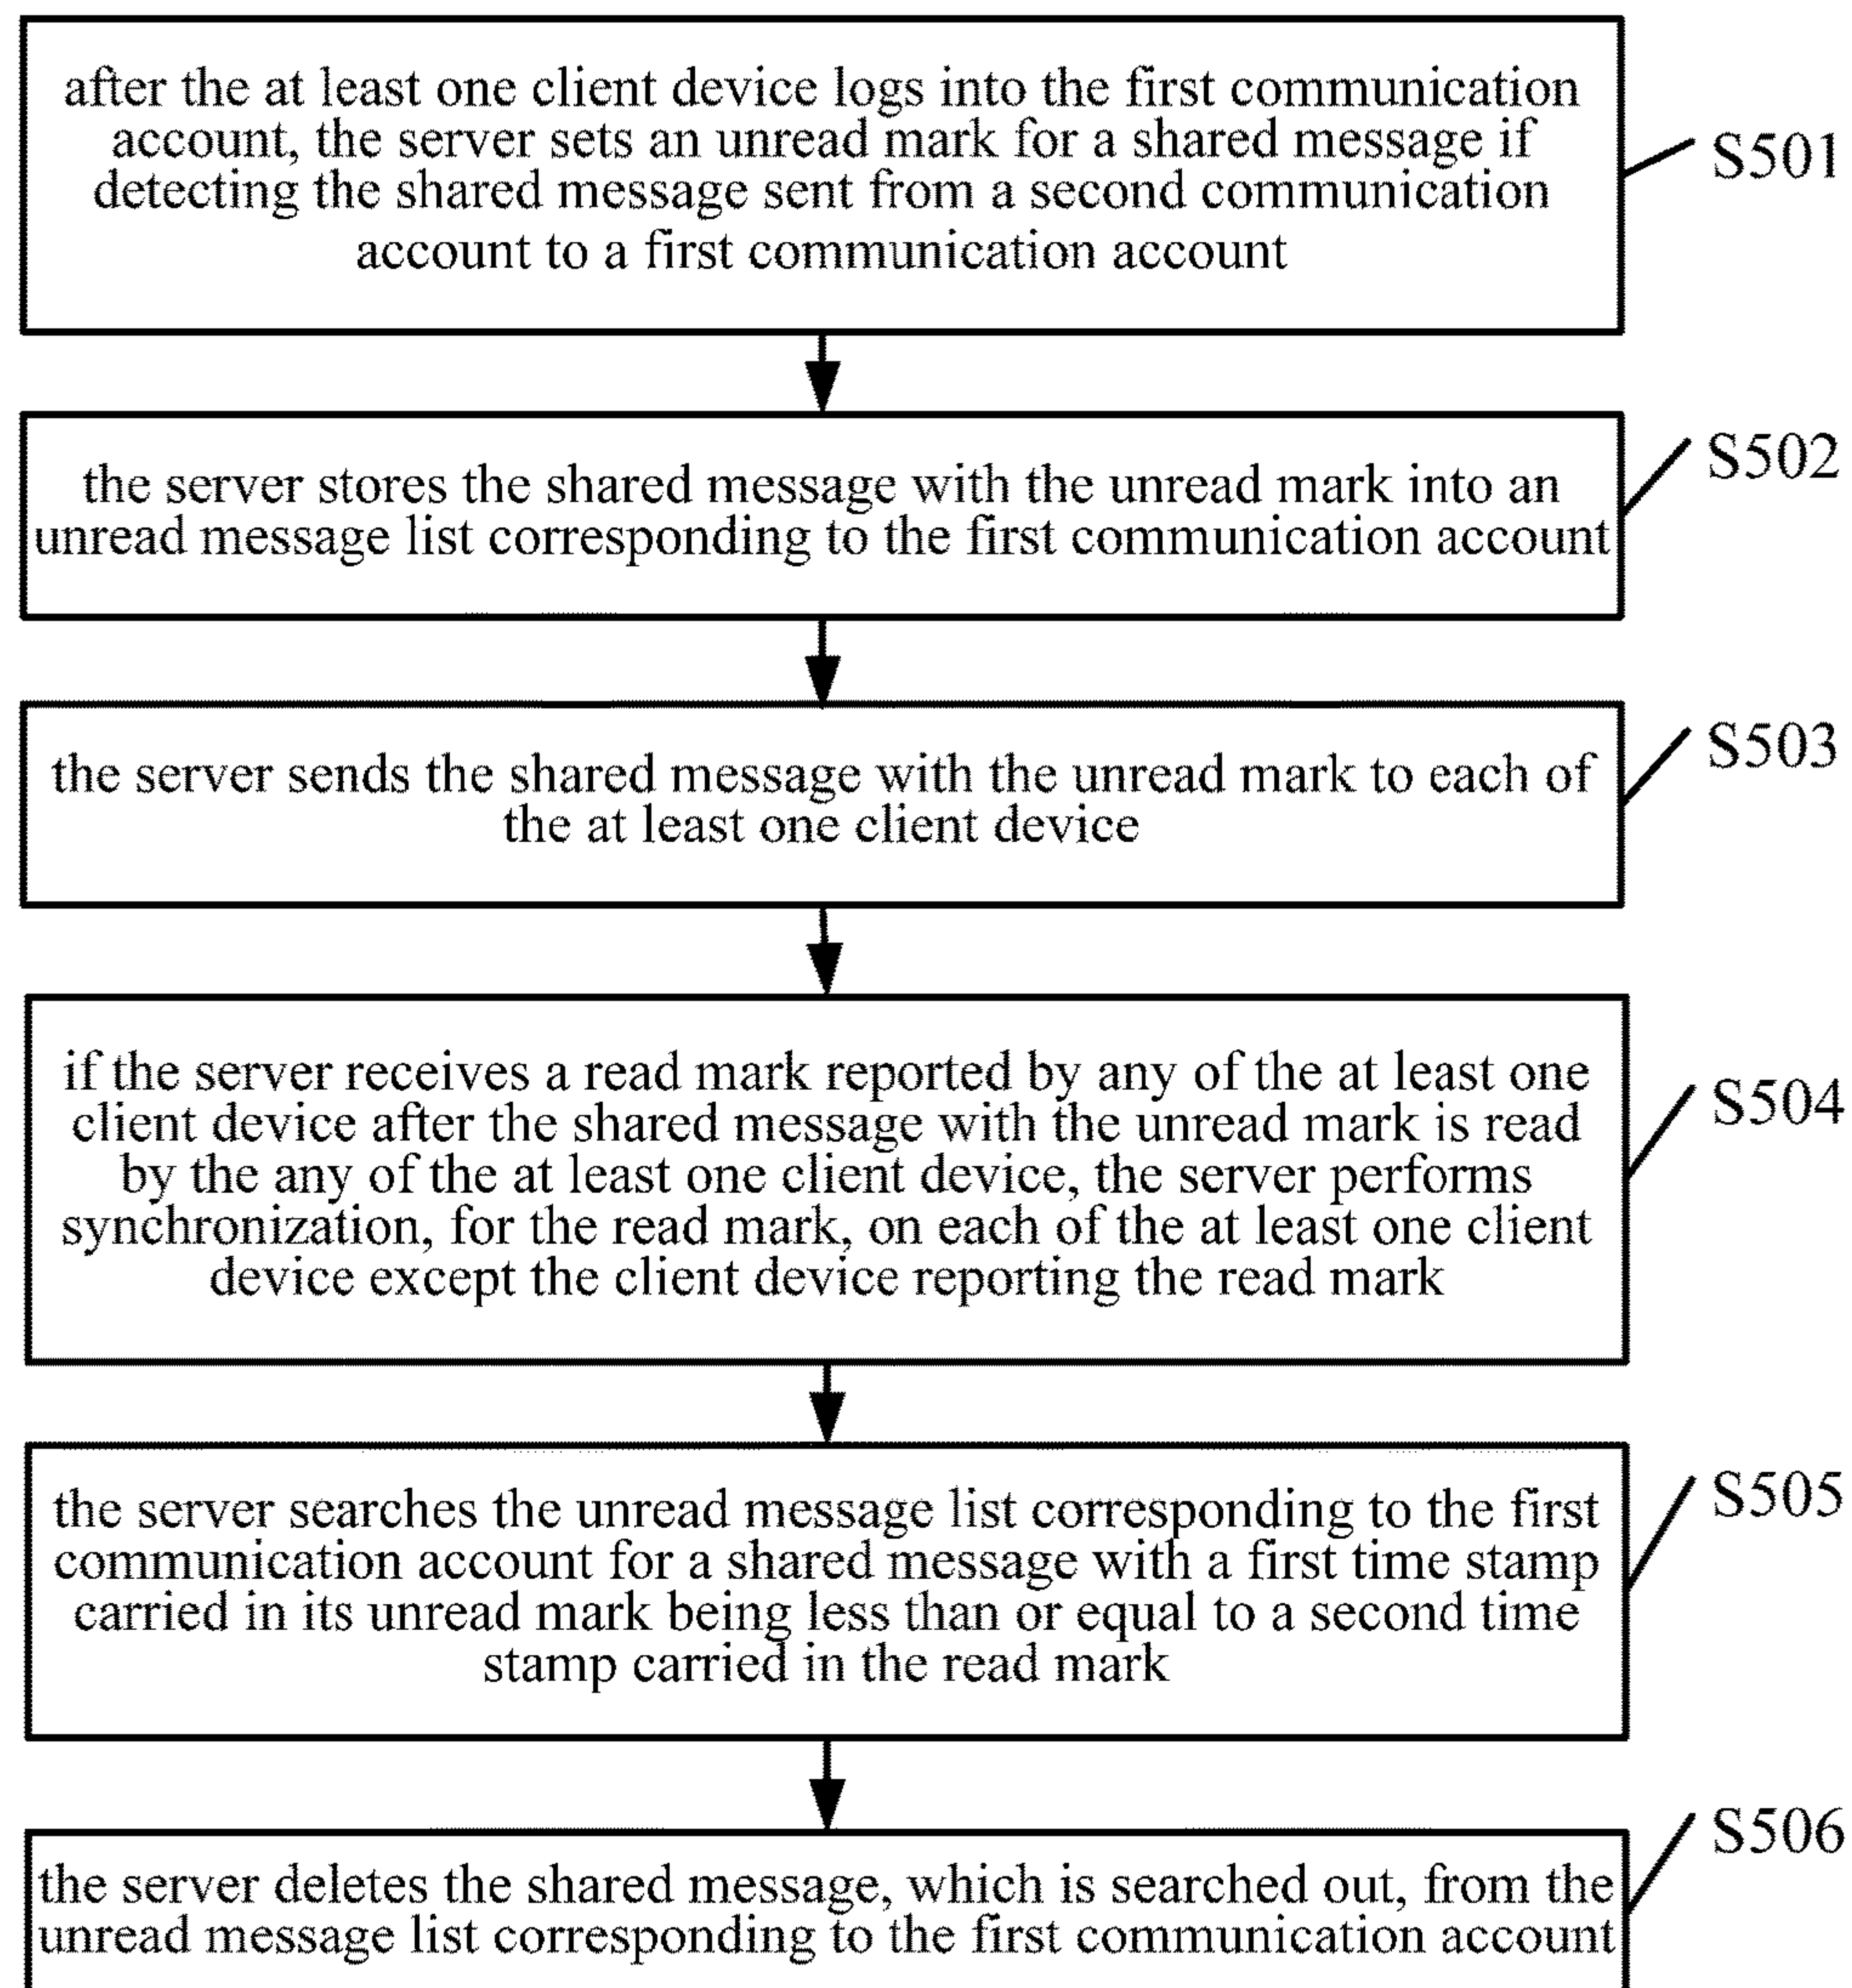 after the at least one client device logs into the first communication
account, the server sets an unread mark for a shared message if
detecting the shared message sent from a second communication
account to a first communication account
S501
the server stores the shared message with the unread mark into an
unread message list corresponding to the first communication account
S502
the server sends the shared message with the unread mark to each of
the at least one client device
S503
if the server receives a read mark reported by any of the at least one
client device after the shared message with the unread mark is read
by the any of the at least one client device, the server performs
synchronization, for the read mark, on each of the at least one client
device except the client device reporting the read mark
S504
the server searches the unread message list corresponding to the first
communication account for a shared message with a first time stamp
carried in its unread mark being less than or equal to a second time
stamp carried in the read mark
S505
the server deletes the shared message, which is searched out, from the
unread message list corresponding to the first communication account
S506